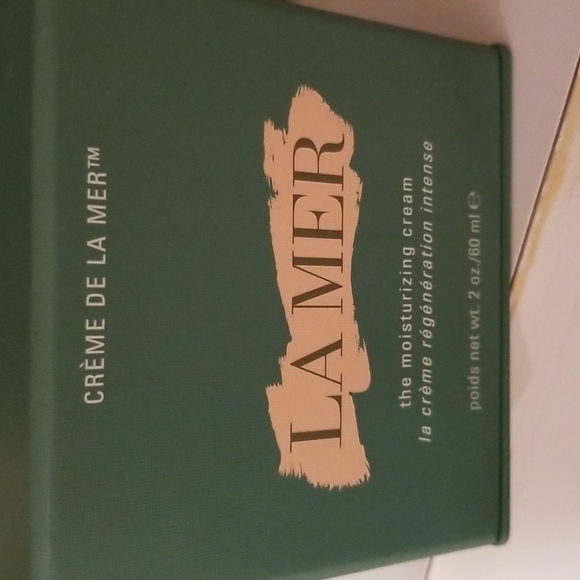 CRÈME DE LA MER™
LA MER
the moisturizing cream
la crème régénération intense
poids net wt. 2 oz./60 ml ℮